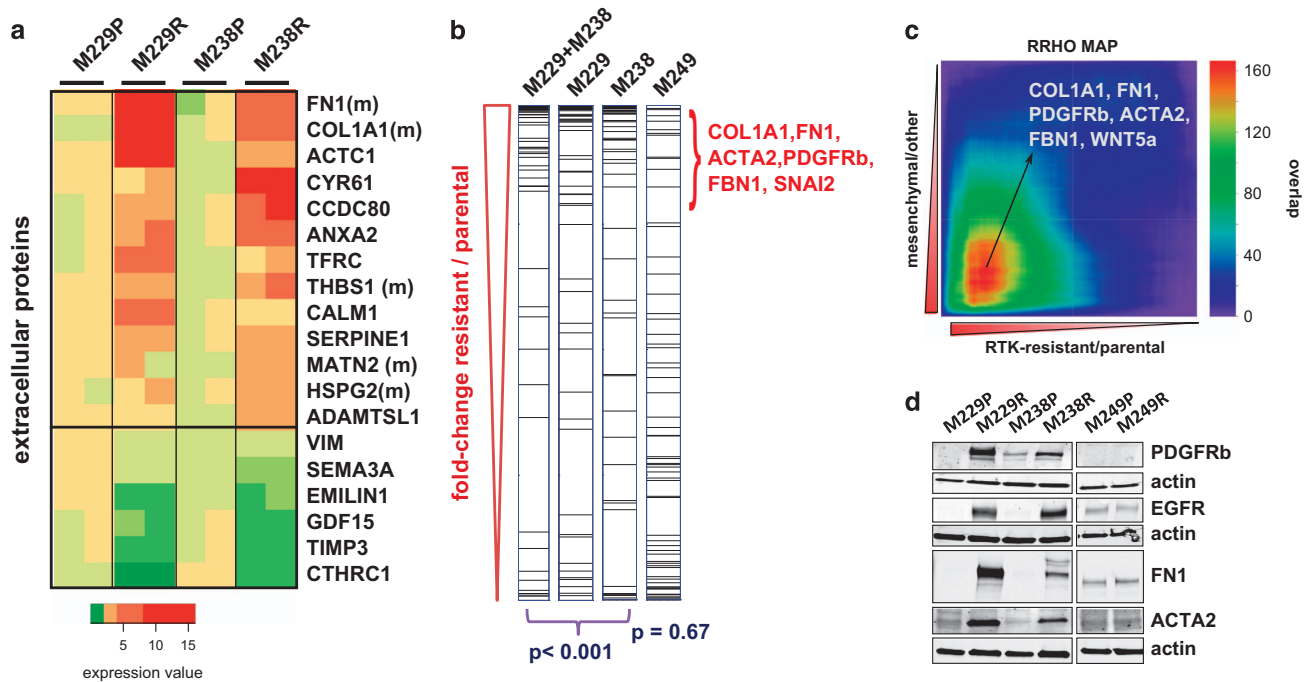 a
M229P
M229R
M238P
M238R
extracellular proteins
FN1(m)
COL1A1(m)
ACTC1
CYR61
CCDC80
ANXA2
TFRC
THBS1 (m)
CALM1
SERPINE1
MATN2 (m)
HSPG2(m)
ADAMTSL1
VIM
SEMA3A
EMILIN1
GDF15
TIMP3
CTHRC1
5 10 15
expression value
b
M229+M238
M229
M238
M249
fold-change resistant / parental
COL1A1,FN1,
ACTA2,PDGFRb,
FBN1, SNAI2
p< 0.001
p = 0.67
c
RRHO MAP
COL1A1, FN1,
PDGFRb, ACTA2,
FBN1, WNT5a
mesenchymal/other
RTK-resistant/parental
160
120
80
40
0
overlap
d
M229P
M229R
M238P
M238R
M249P
M249R
PDGFRb
actin
EGFR
actin
FN1
ACTA2
actin